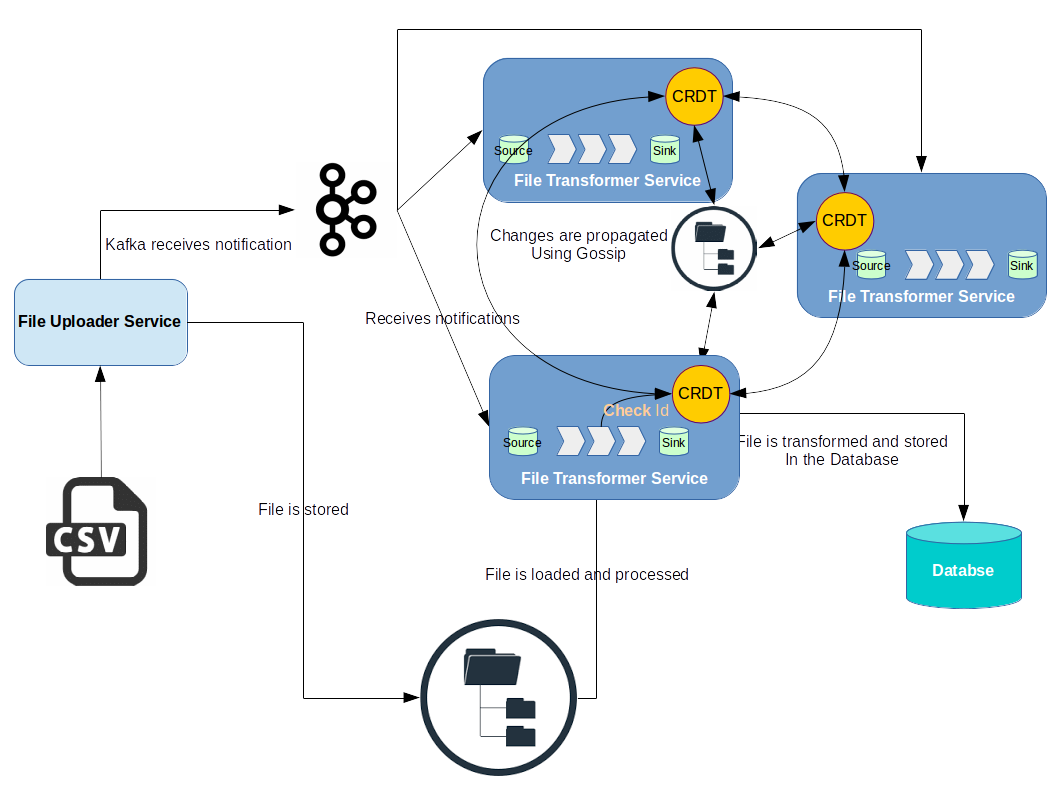 CRDT
Source
Sink
File Transformer Service
CRDT
Source
Sink
File Transformer Service
Kafka receives notification
Changes are propagated
Using Gossip
File Uploader Service
Receives notifications
CRDT
Check Id
Source
Sink
File Transformer Service
File is transformed and stored
In the Database
CSV
File is stored
File is loaded and processed
Databse